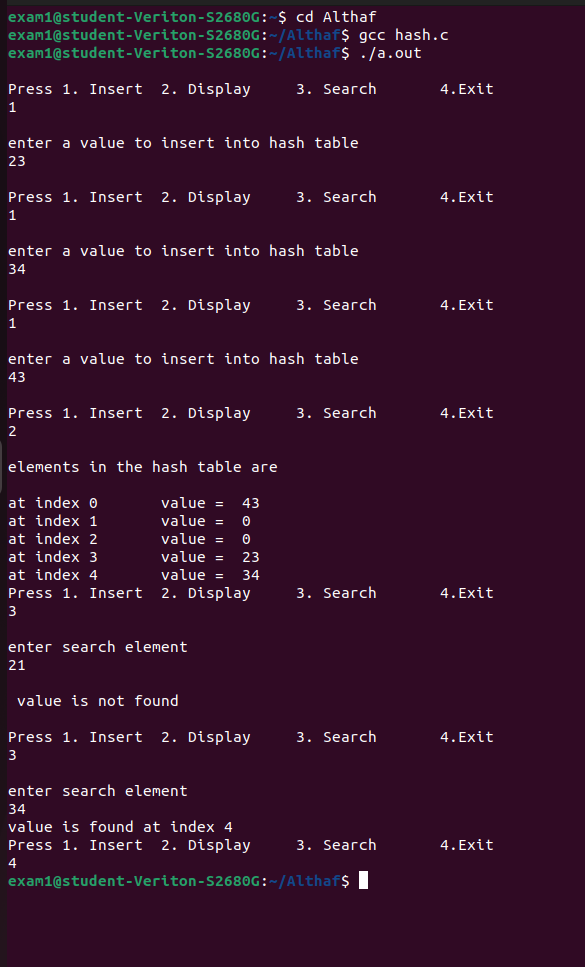 exam1@student-Veriton-S2680G:~$ cd Althaf
exam1@student-Veriton-S2680G:~/Althaf$ gcc hash.c
exam1@student-Veriton-S2680G:~/Althaf$ ./a.out
Press 1. Insert  2. Display     3. Search       4.Exit
1
enter a value to insert into hash table
23
Press 1. Insert  2. Display     3. Search       4.Exit
1
enter a value to insert into hash table
34
Press 1. Insert  2. Display     3. Search       4.Exit
1
enter a value to insert into hash table
43
Press 1. Insert  2. Display     3. Search       4.Exit
2
elements in the hash table are
at index 0       value =  43
at index 1       value =  0
at index 2       value =  0
at index 3       value =  23
at index 4       value =  34
Press 1. Insert  2. Display     3. Search       4.Exit
3
enter search element
21
 value is not found
Press 1. Insert  2. Display     3. Search       4.Exit
3
enter search element
34
value is found at index 4
Press 1. Insert  2. Display     3. Search       4.Exit
4
exam1@student-Veriton-S2680G:~/Althaf$